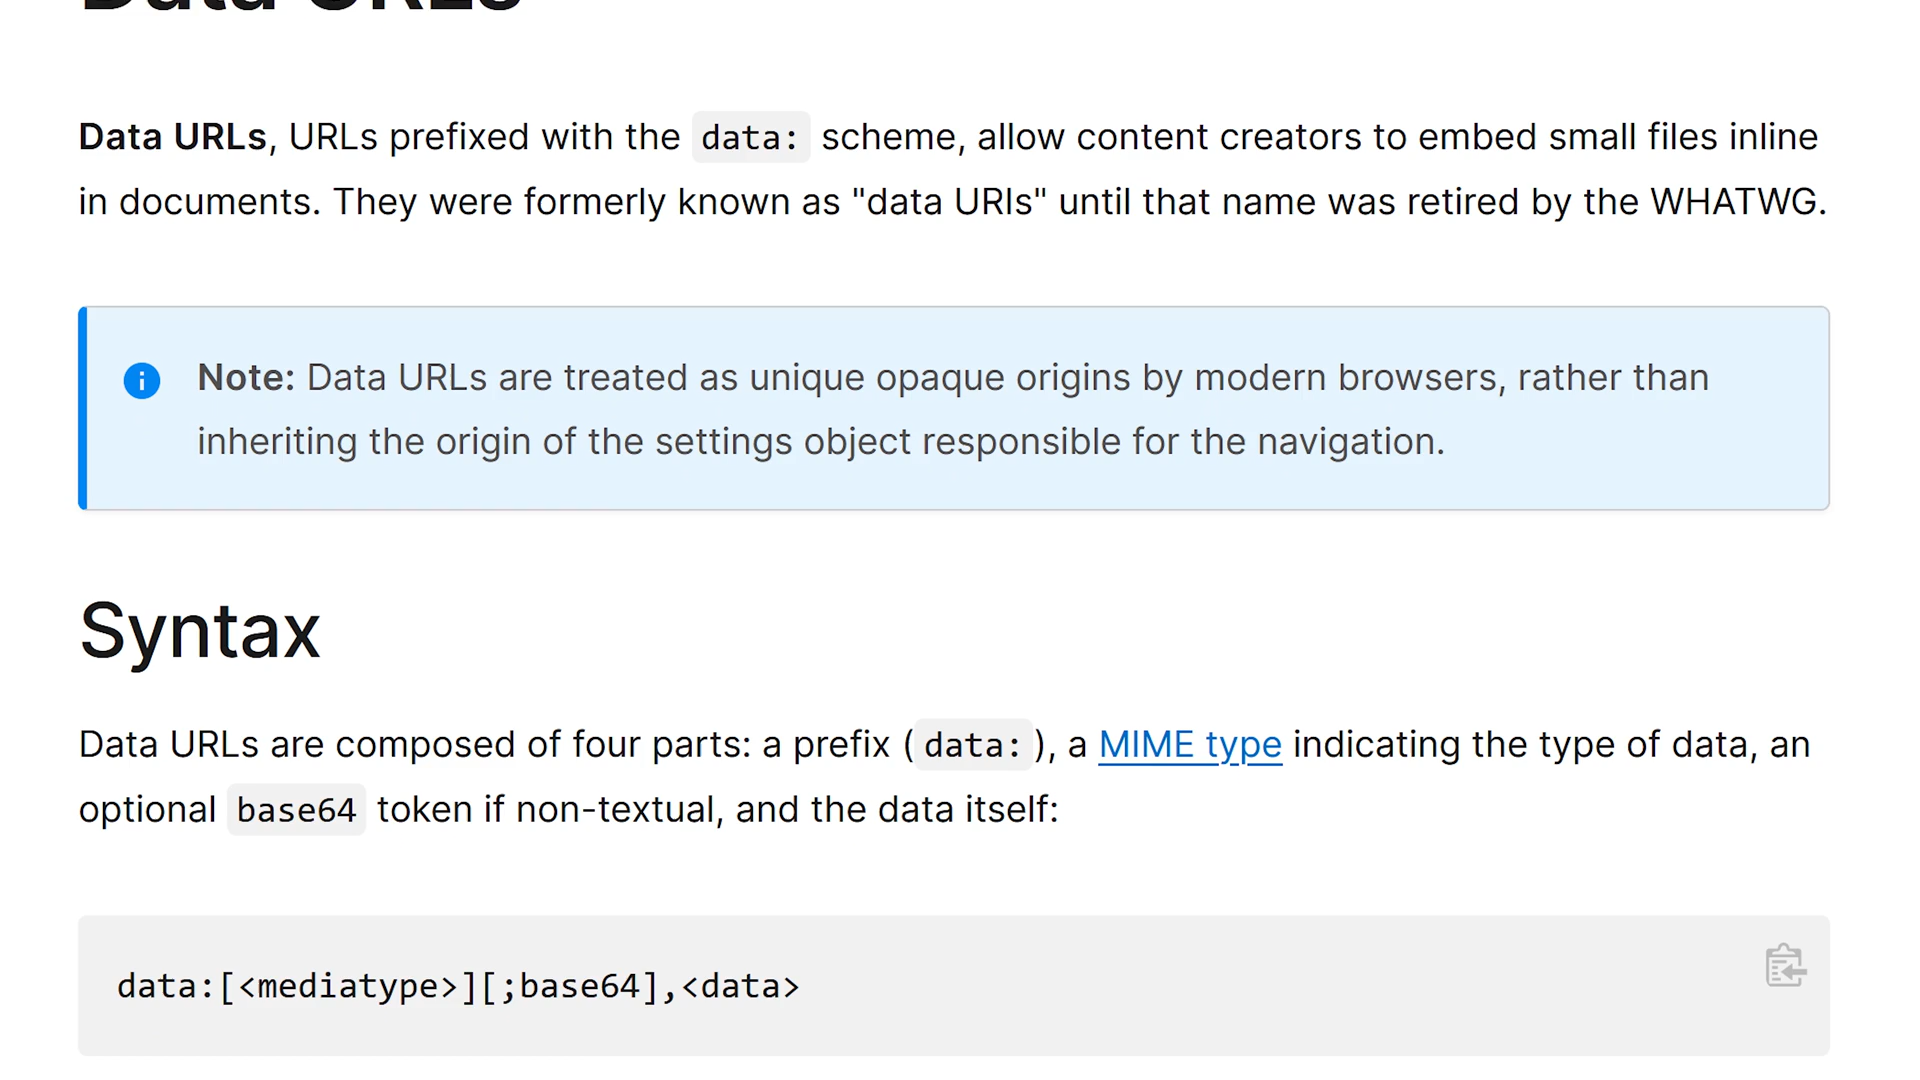 Data URLs
Data URLs, URLs prefixed with the data: scheme, allow content creators to embed small files inline
in documents. They were formerly known as "data URIs" until that name was retired by the WHATWG.
Note: Data URLs are treated as unique opaque origins by modern browsers, rather than
inheriting the origin of the settings object responsible for the navigation.
Syntax
Data URLs are composed of four parts: a prefix (data:), a MIME type indicating the type of data, an
optional base64 token if non-textual, and the data itself:
data:[<mediatype>][;base64],<data>